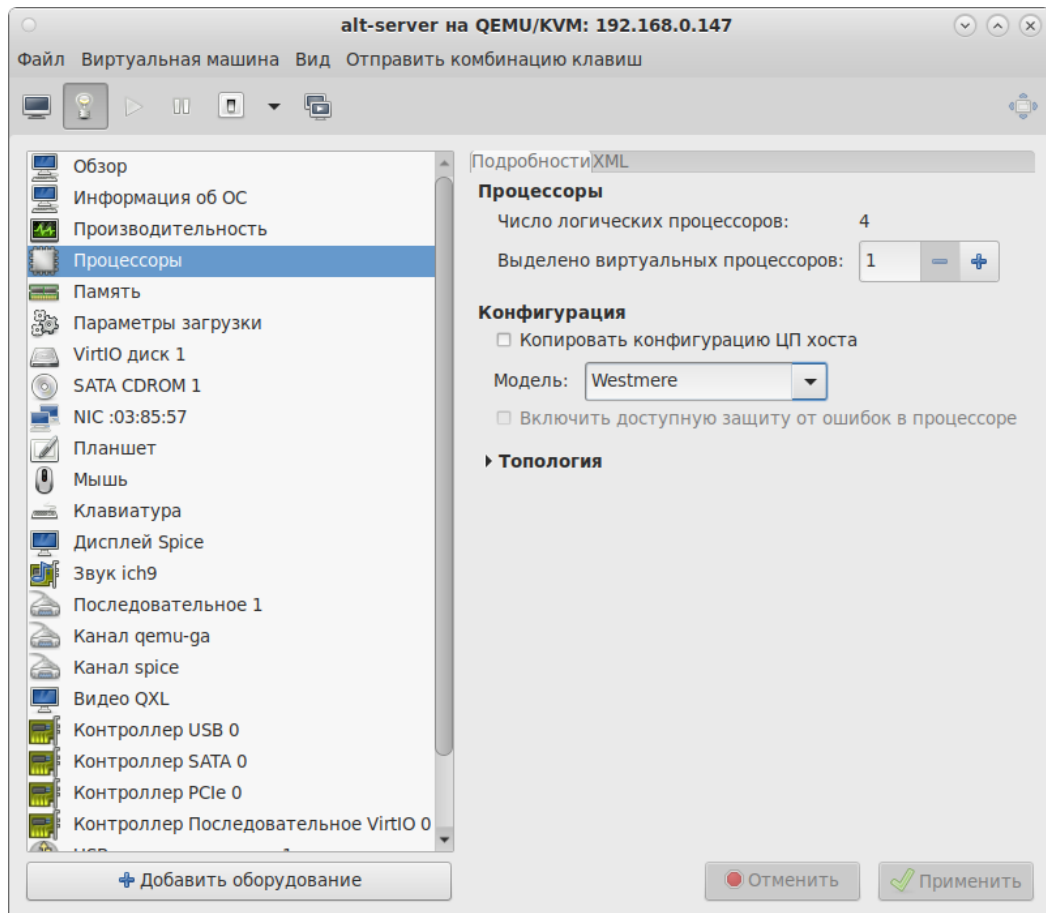 alt-server на QEMU/KVM: 192.168.0.147
Файл Виртуальная машина Вид Отправить комбинацию клавиш
Обзор
Информация об ОС
Производительность
Процессоры
Память
Параметры загрузки
VirtIO диск 1
SATA CDROM 1
NIC :03:85:57
Планшет
Мышь
Клавиатура
Дисплей Spice
Звук ich9
Последовательное 1
Канал qemu-ga
Канал spice
Видео QXL
Контроллер USB 0
Контроллер SATA 0
Контроллер PCIe 0
Контроллер Последовательное VirtIO 0
Добавить оборудование
Подробности XML
Процессоры
Число логических процессоров: 4
Выделено виртуальных процессоров: 1
Конфигурация
Копировать конфигурацию ЦП хоста
Модель: Westmere
Включить доступную защиту от ошибок в процессоре
Топология
Отменить Применить